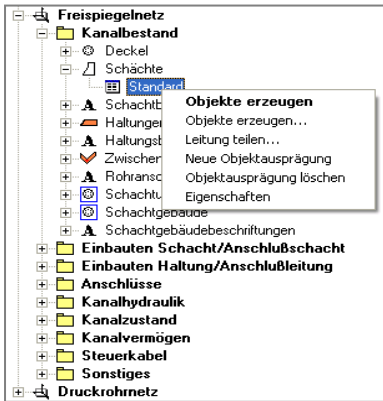 Freispiegelnetz
Kanalbestand
Deckel
Schächte
Standard
Objekte erzeugen
Objekte erzeugen...
Leitung teilen...
Neue Objektausprägung
Objektausprägung löschen
Eigenschaften
Schachtgebäude
Schachtgebäudebeschriftungen
Einbauten Schacht/Anschlußschacht
Einbauten Haltung/Anschlußleitung
Anschlüsse
Kanalhydraulik
Kanalzustand
Kanalvermögen
Steuerkabel
Sonstiges
Druckrohrnetz